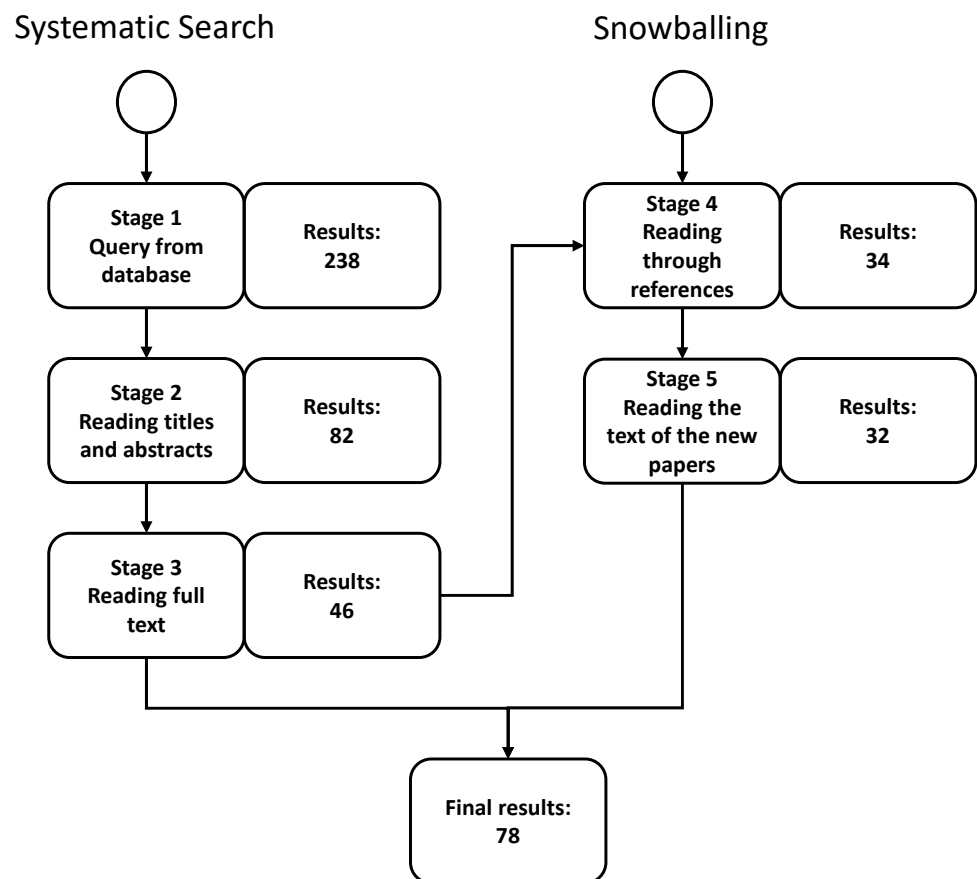 Systematic Search
Snowballing
Stage 1
Query from
database
Results:
238
Stage 4
Reading
through
references
Results:
34
Stage 2
Reading titles
and abstracts
Results:
82
Stage 5
Reading the
text of the new
papers
Results:
32
Stage 3
Reading full
text
Results:
46
Final results:
78